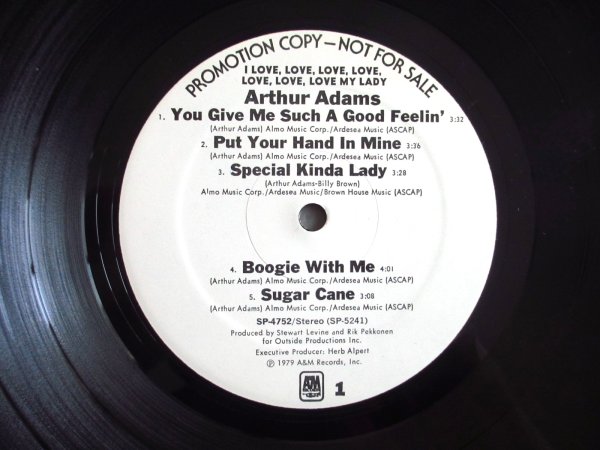 PROMOTION COPY—NOT FOR SALE
I LOVE, LOVE, LOVE, LOVE,
LOVE, LOVE, LOVE MY LADY
Arthur Adams
1. You Give Me Such A Good Feelin' 3:32
(Arthur Adams) Almo Music Corp./Ardesea Music (ASCAP)
2. Put Your Hand In Mine 3:36
(Arthur Adams) Almo Music Corp./Ardesea Music (ASCAP)
3. Special Kinda Lady 3:28
(Arthur Adams-Billy Brown)
Almo Music Corp./Ardesea Music/Brown House Music (ASCAP)
4. Boogie With Me 4:01
(Arthur Adams) Almo Music Corp./Ardesea Music (ASCAP)
5. Sugar Cane 3:08
(Arthur Adams) Almo Music Corp./Ardesea Music (ASCAP)
SP-4752/Stereo (SP-5241)
Produced by Stewart Levine and Rik Pekkonen
for Outside Productions Inc.
Executive Producer: Herb Alpert
℗ 1979 A&M Records, Inc.
A&M
RECORDS
1